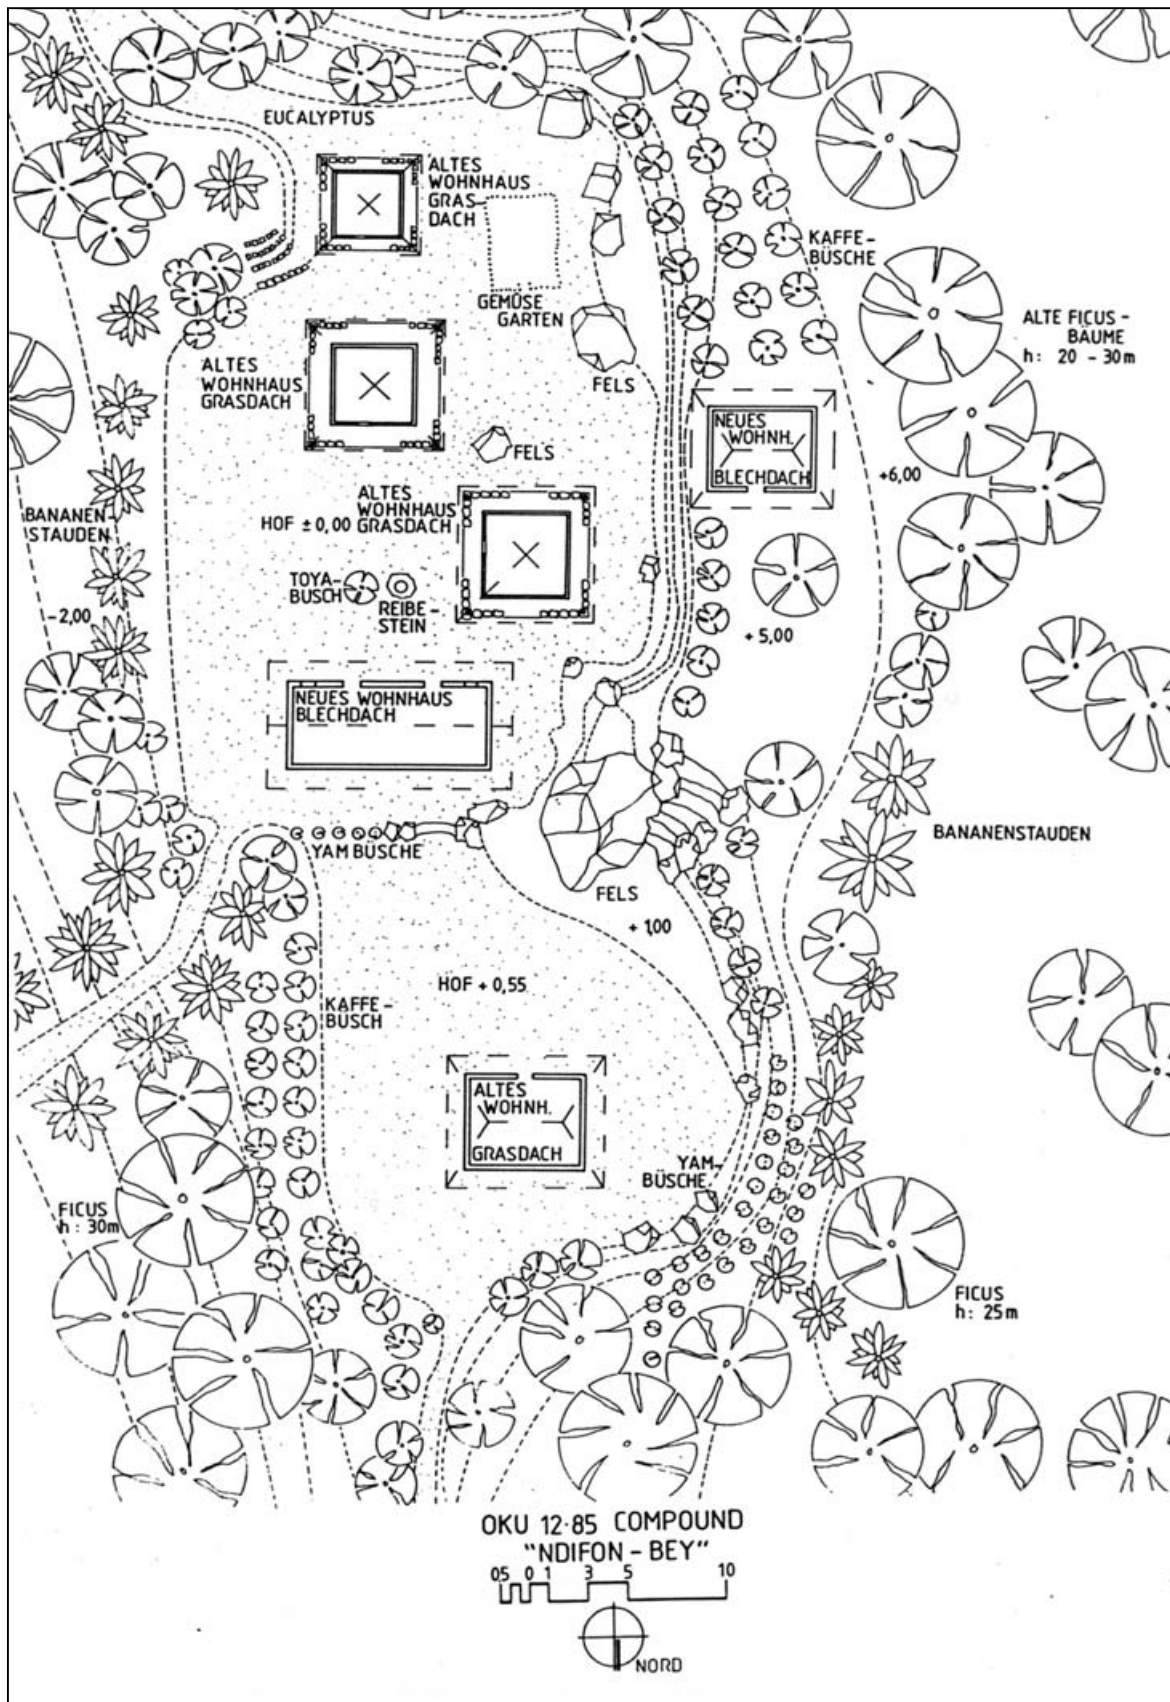 EUCALYPTUS
ALTES
WOHNHAUS
GRAS-
DACH
KAFFE-
BÜSCHE
GEMÜSE
GARTEN
ALTE FICUS -
BÄUME
h: 20 - 30m
ALTES
WOHNHAUS
GRASDACH
FELS
NEUES
WOHNH.
BLECHDACH
FELS
+6,00
BANANEN-
STAUDEN
ALTES
WOHNHAUS
GRASDACH
HOF ± 0,00
TOYA-
BUSCH
REIBE-
STEIN
-2,00
+5,00
NEUES WOHNHAUS
BLECHDACH
BANANENSTAUDEN
YAM BÜSCHE
FELS
+1,00
HOF + 0,55
KAFFE-
BÜSCH
ALTES
WOHNH.
GRASDACH
YAM-
BÜSCHE
FICUS
h: 30m
FICUS
h: 25m
OKU 12·85 COMPOUND
"NDIFON - BEY"
05 0 1 3 5 10
NORD